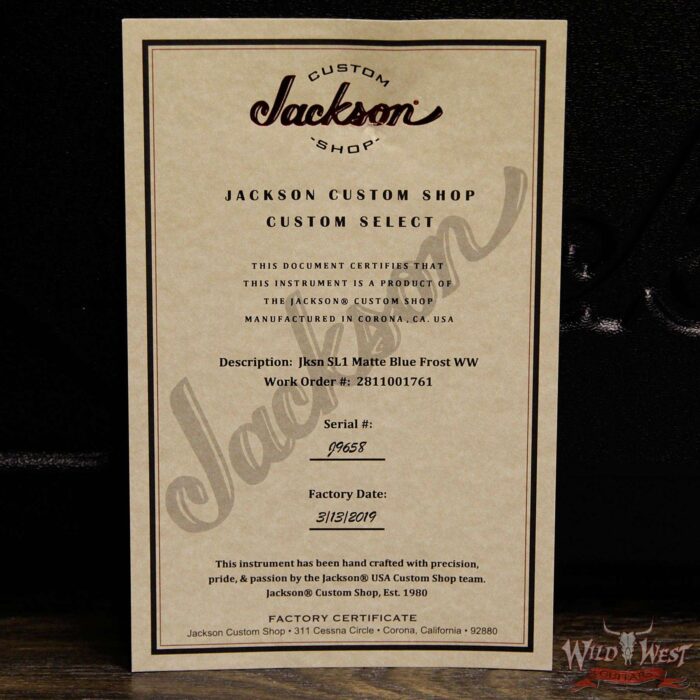 CUSTOM
Jackson®
-SHOP-
JACKSON CUSTOM SHOP
CUSTOM SELECT
THIS DOCUMENT CERTIFIES THAT
THIS INSTRUMENT IS A PRODUCT OF
THE JACKSON® CUSTOM SHOP
MANUFACTURED IN CORONA, CA. USA
Jackson
Description: Jksn SL1 Matte Blue Frost WW
Work Order #: 2811001761
Serial #:
J9658
Factory Date:
3/13/2019
This instrument has been hand crafted with precision,
pride, & passion by the Jackson® USA Custom Shop team.
Jackson® Custom Shop, Est. 1980
FACTORY CERTIFICATE
Jackson Custom Shop • 311 Cessna Circle • Corona, California • 92880
WILD WEST
GUITARS